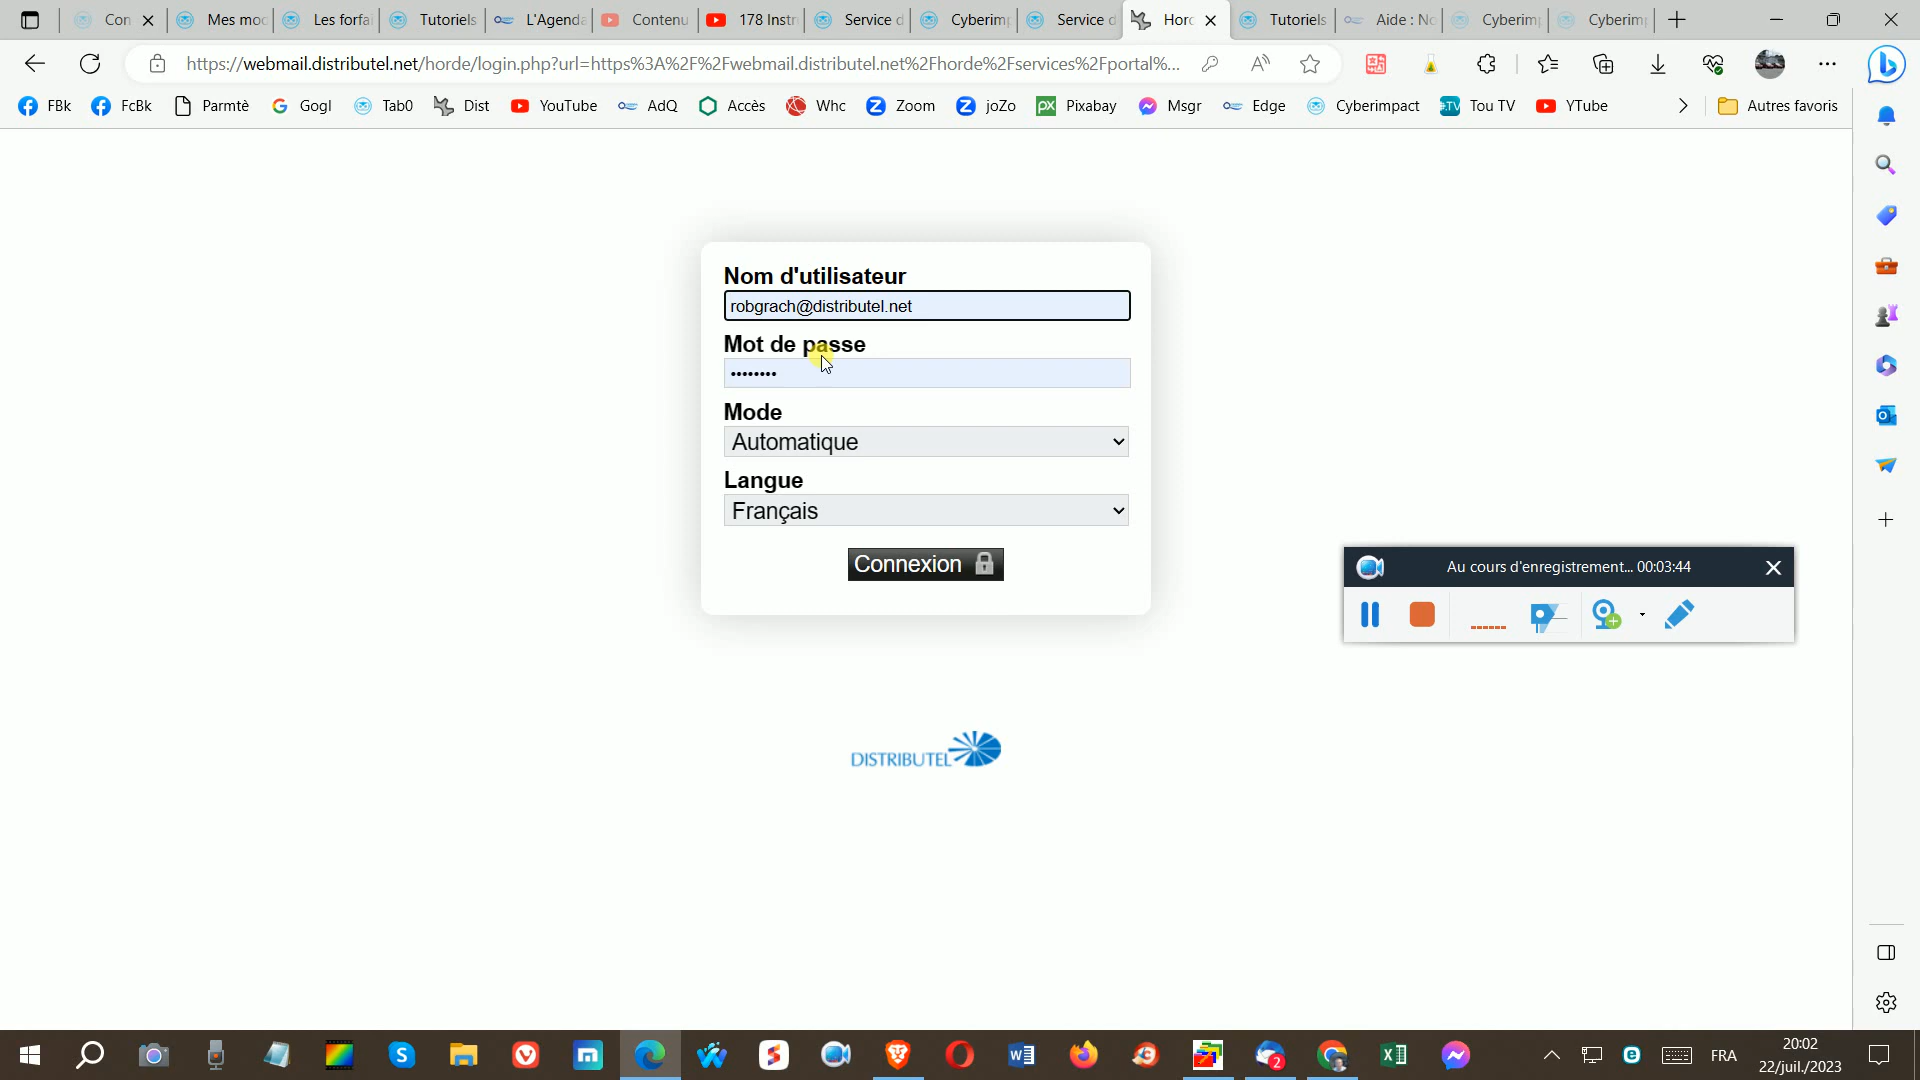 Con
Mes mo
Les forfa
Tutoriels
L'Agend
Contenu
178 Instr
Service d
Cyberim
Service d
Hord
Tutoriels
Aide : No
Cyberim
Cyberim
https://webmail.distributel.net/horde/login.php?url=https%3A%2F%2Fwebmail.distributel.net%2Fhorde%2Fservices%2Fportal%...
FBk
FcBk
Parmtè
Gogl
Tab0
Dist
YouTube
AdQ
Accès
Whc
Zoom
joZo
Pixabay
Msgr
Edge
Cyberimpact
Tou TV
YTube
Autres favoris
Nom d'utilisateur
robgrach@distributel.net
Mot de passe
••••••••
Mode
Automatique
Langue
Français
Connexion
Au cours d'enregistrement... 00:03:44
DISTRIBUTEL
FRA
20:02
22/juil./2023